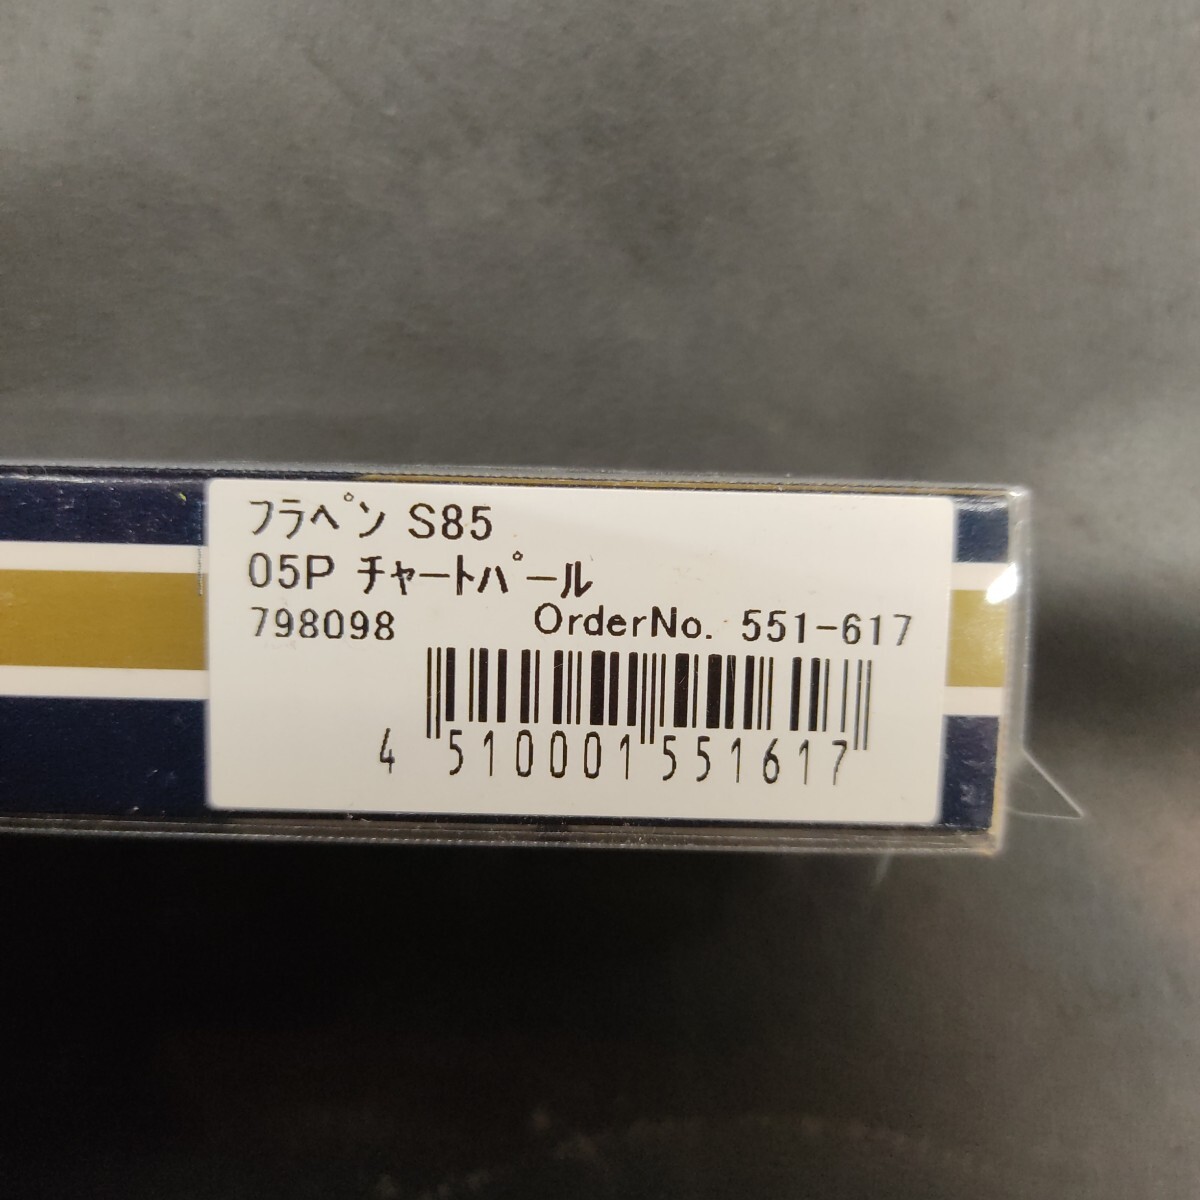 ﾌﾗﾍﾟﾝ S85
05P ﾁｬｰﾄﾊﾟｰﾙ
798098 OrderNo. 551-617
4 510001 551617